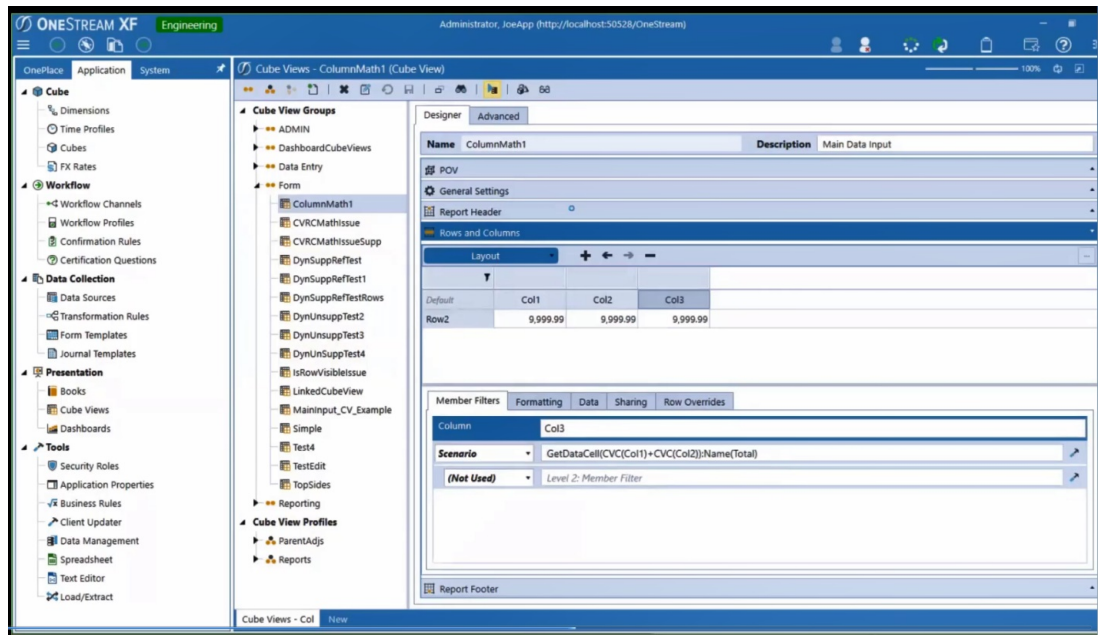 ONESTREAM XF Engineering
Administrator, JoeApp (http://localhost:50528/OneStream)
OnePlace Application System
Cube
Dimensions
Time Profiles
Cubes
FX Rates
Workflow
Workflow Channels
Workflow Profiles
Confirmation Rules
Certification Questions
Data Collection
Data Sources
Transformation Rules
Form Templates
Journal Templates
Presentation
Books
Cube Views
Dashboards
Tools
Security Roles
Application Properties
Business Rules
Client Updater
Data Management
Spreadsheet
Text Editor
Load/Extract
Cube Views - ColumnMath1 (Cube View)
100%
Cube View Groups
ADMIN
DashboardCubeViews
Data Entry
Form
ColumnMath1
CVRCMathIssue
CVRCMathIssueSupp
DynSuppRefTest
DynSuppRefTest1
DynSuppRefTestRows
DynUnsuppTest2
DynUnsuppTest3
DynUnSuppTest4
IsRowVisibleIssue
LinkedCubeView
MainInput_CV_Example
Simple
Test4
TestEdit
TopSides
Reporting
Cube View Profiles
ParentAdjs
Reports
Designer Advanced
Name ColumnMath1 Description Main Data Input
POV
General Settings
Report Header
Rows and Columns
Layout
Default Col1 Col2 Col3
Row2 9,999.99 9,999.99 9,999.99
Member Filters Formatting Data Sharing Row Overrides
Column Col3
Scenario GetDataCell(CVC(Col1)+CVC(Col2)):Name(Total)
(Not Used) Level 2: Member Filter
Report Footer
Cube Views - Col New